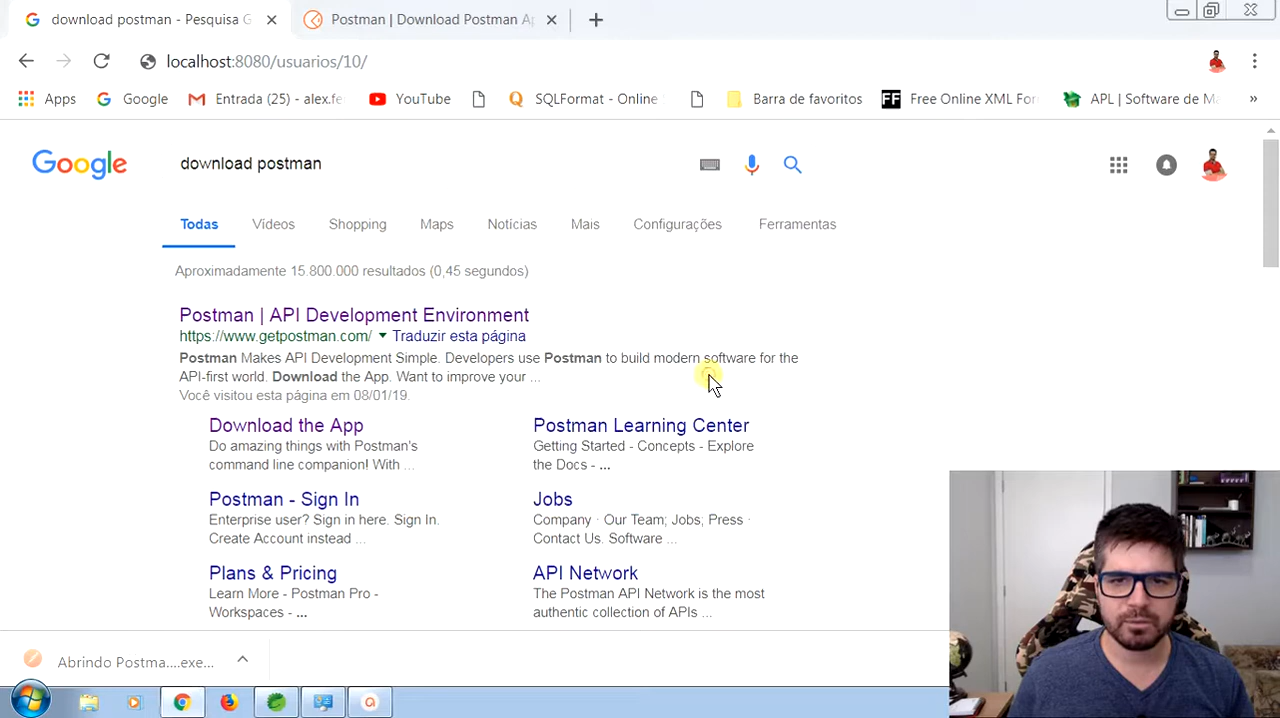 download postman - Pesquisa G
Postman | Download Postman Ap
localhost:8080/usuarios/10/
Apps
Google
Entrada (25) - alex.fe
YouTube
SQLFormat - Online
Barra de favoritos
FF
Free Online XML For
APL | Software de Ma
»
Google
download postman
Todas
Vídeos
Shopping
Maps
Notícias
Mais
Configurações
Ferramentas
Aproximadamente 15.800.000 resultados (0,45 segundos)
Postman | API Development Environment
https://www.getpostman.com/ Traduzir esta página
Postman Makes API Development Simple. Developers use Postman to build modern software for the
API-first world. Download the App. Want to improve your ...
Você visitou esta página em 08/01/19.
Download the App
Do amazing things with Postman's
command line companion! With ...
Postman Learning Center
Getting Started - Concepts - Explore
the Docs - ...
Postman - Sign In
Enterprise user? Sign in here. Sign In.
Create Account instead ...
Jobs
Company · Our Team; Jobs; Press ·
Contact Us. Software ...
Plans & Pricing
Learn More - Postman Pro -
Workspaces - ...
API Network
The Postman API Network is the most
authentic collection of APIs ...
Abrindo Postma....exe...